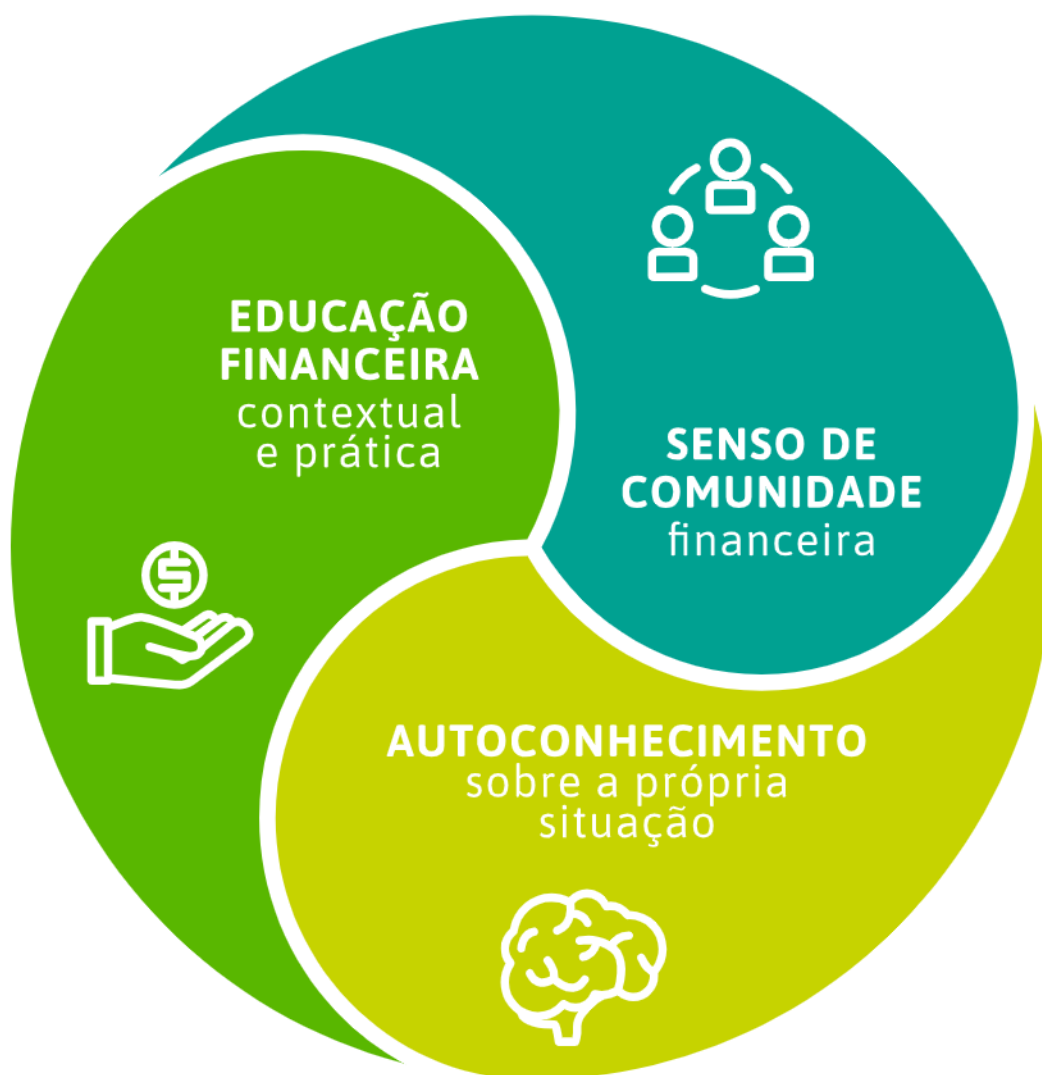 EDUCAÇÃO
FINANCEIRA
contextual
e prática
SENSO DE
COMUNIDADE
financeira
AUTOCONHECIMENTO
sobre a própria
situação